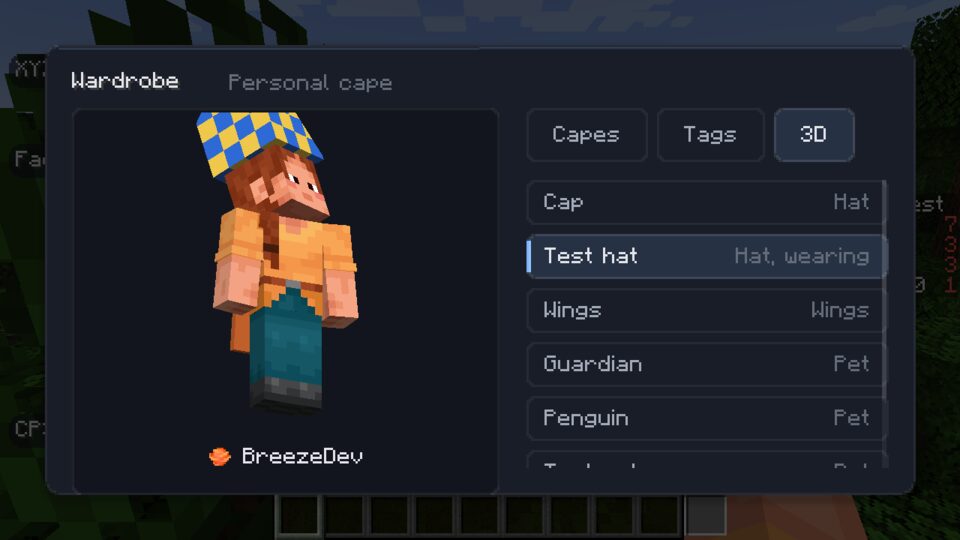 Wardrobe
Personal cape
Capes
Tags
3D
Cap
Hat
Test hat
Hat, wearing
Wings
Wings
Guardian
Pet
Penguin
Pet
BreezeDev